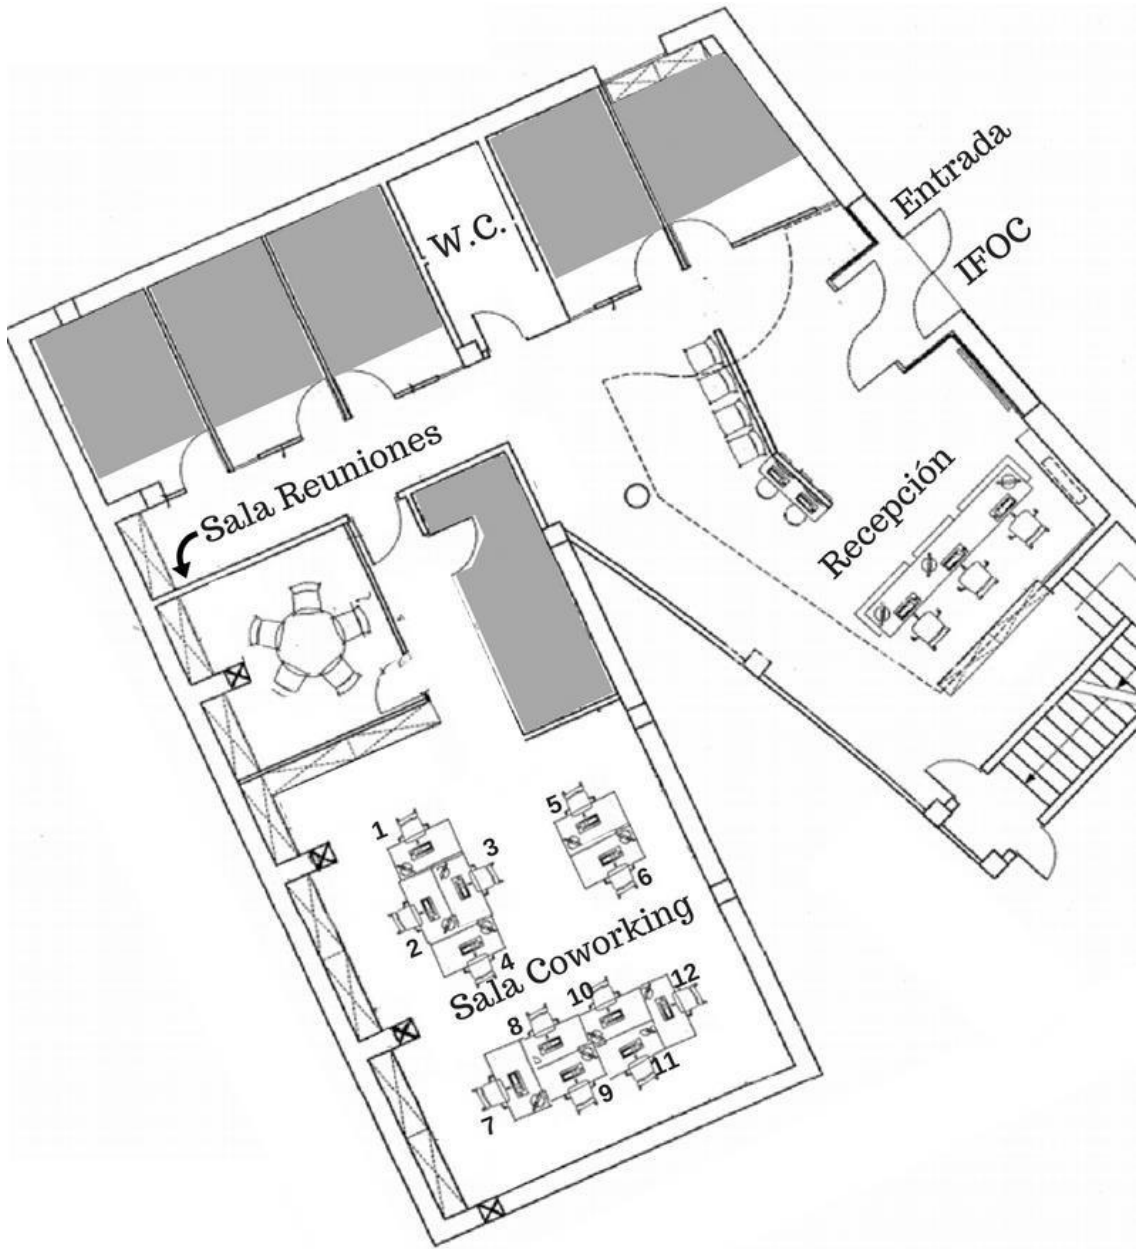 Entrada
IFOC
W.C.
Sala Reuniones
Recepción
1
3
2
4
5
6
Sala Coworking
8
10
12
7
9
11